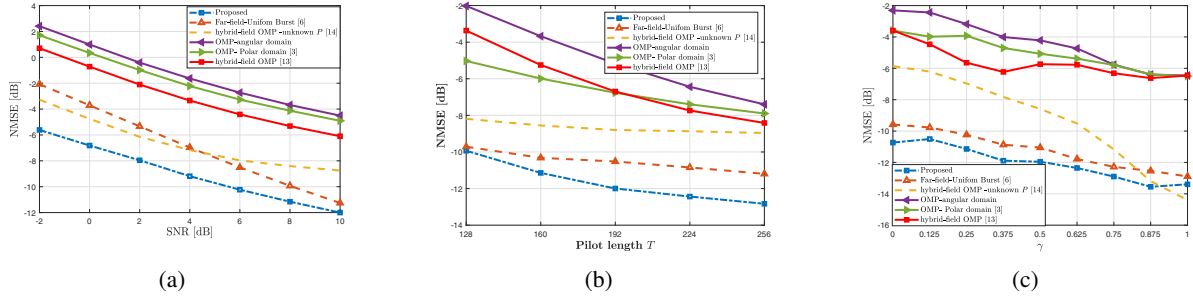 4
2
0
-2
-4
-6
-8
-10
-12
NMSE [dB]
-2
0
2
4
6
8
10
SNR [dB]
Proposed
Far-field-Unifom Burst [6]
hybrid-field OMP -unknown P [14]
OMP-angular domain
OMP- Polar domain [3]
hybrid-field OMP [13]
(a)
-2
-4
-6
-8
-10
-12
-14
NMSE [dB]
128
160
192
224
256
Pilot length T
Proposed
Far-field-Unifom Burst [6]
hybrid-field OMP -unknown P [14]
OMP-angular domain
OMP- Polar domain [3]
hybrid-field OMP [13]
(b)
-2
-4
-6
-8
-10
-12
-14
-16
NMSE [dB]
0
0.125
0.25
0.375
0.5
0.625
0.75
0.875
1
γ
Proposed
Far-field-Unifom Burst [6]
hybrid-field OMP -unknown P [14]
OMP-angular domain
OMP- Polar domain [3]
hybrid-field OMP [13]
(c)